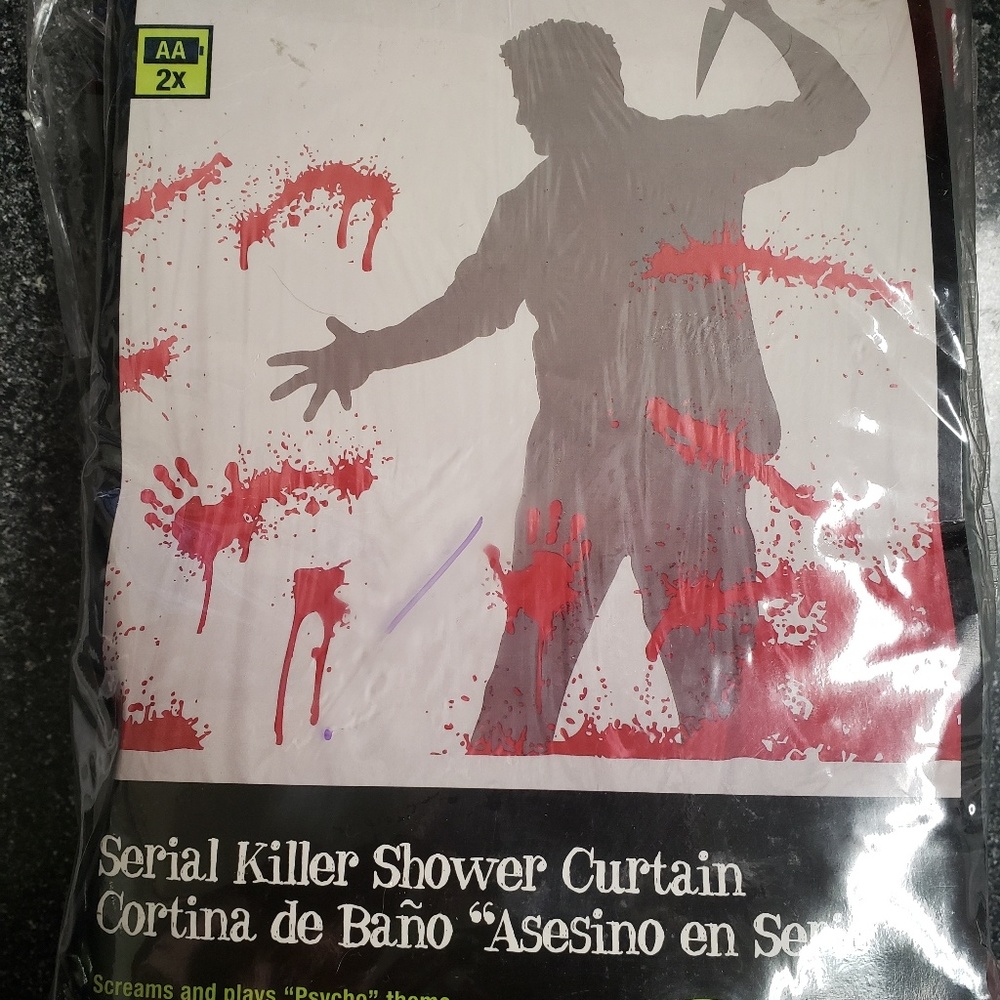 AA
2x
Serial Killer Shower Curtain
Cortina de Baño “Asesino en
Screams and plays “Psycho” theme